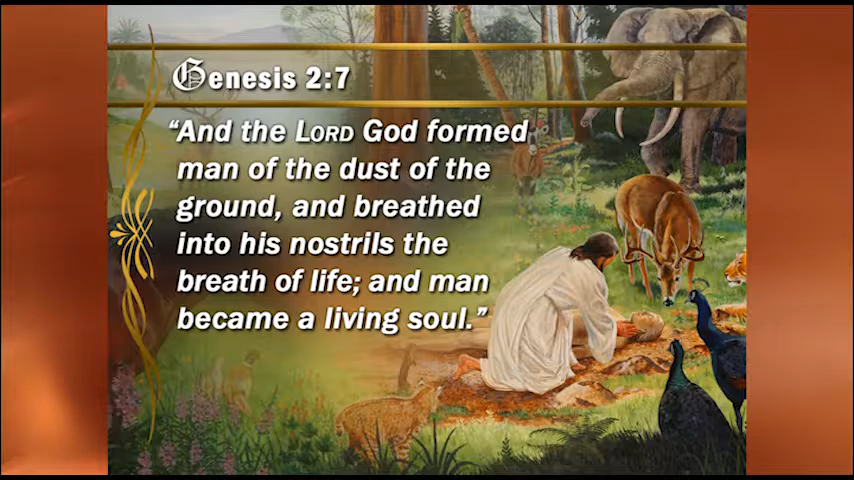 Genesis 2:7
“And the LORD God formed
man of the dust of the
ground, and breathed
into his nostrils the
breath of life; and man
became a living soul.”